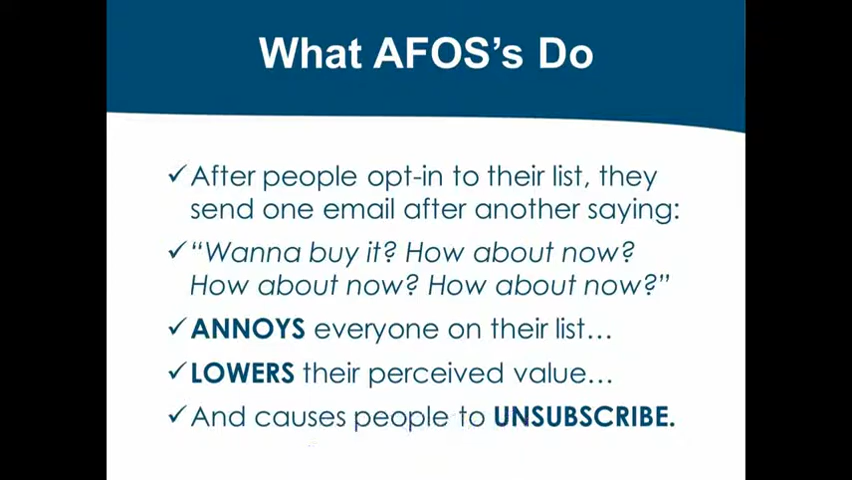 What AFOS's Do
✓After people opt-in to their list, they
send one email after another saying:
✓“Wanna buy it? How about now?
How about now? How about now?”
✓ANNOYS everyone on their list…
✓LOWERS their perceived value…
✓And causes people to UNSUBSCRIBE.